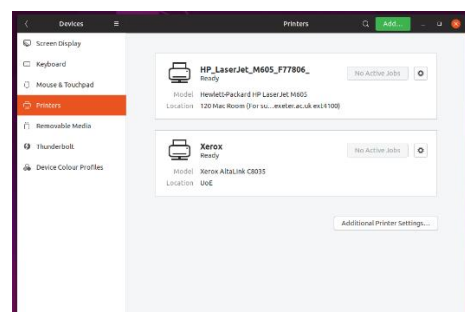 Devices
Printers
Add...
Screen Display
Keyboard
Mouse & Touchpad
Printers
Removable Media
Thunderbolt
Device Colour Profiles
HP_LaserJet_M605_F77806_
Ready
No Active Jobs
Model Hewlett-Packard HP LaserJet M605
Location 120 Mac Room (For su...exeter.ac.uk ext4100)
Xerox
Ready
No Active Jobs
Model Xerox AltaLink C8035
Location UoE
Additional Printer Settings...